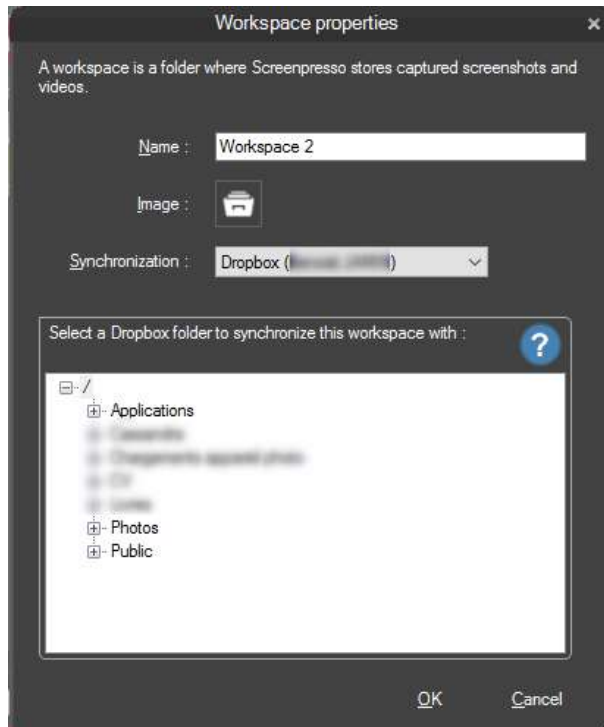 Workspace properties
A workspace is a folder where Screenpresso stores captured screenshots and
videos.
Name :
Workspace 2
Image :
Synchronization :
Dropbox ( )
Select a Dropbox folder to synchronize this workspace with :
?
/
Applications
Photos
Public
OK
Cancel